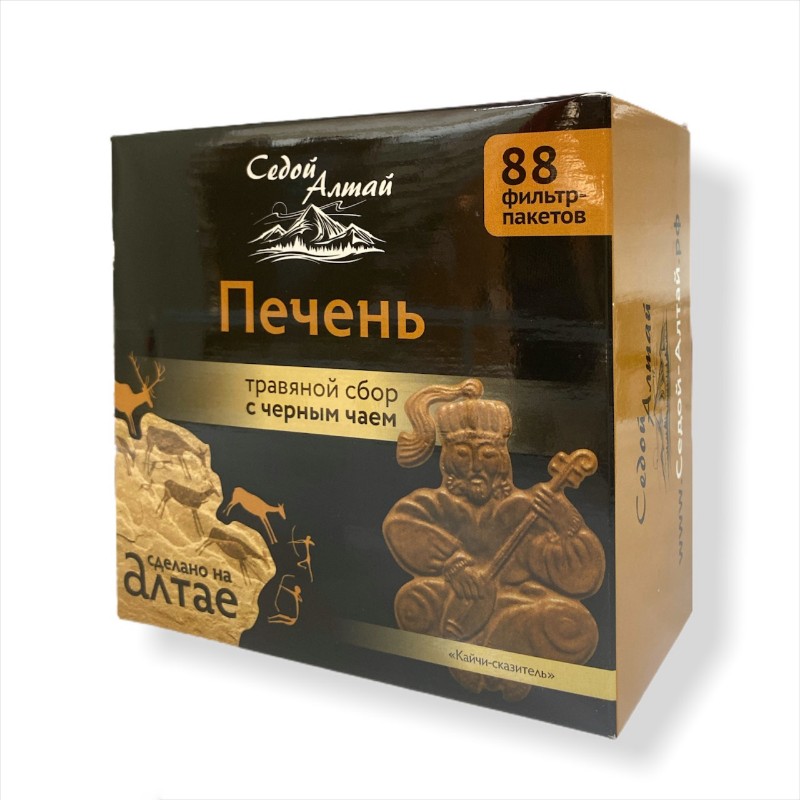 Седой
Алтай
88
фильтр-
пакетов
Печень
травяной сбор
с черным чаем
сделано на
алтае
«Кайчи-сказитель»
Седой Алтай
www.Седой-Алтай.рф